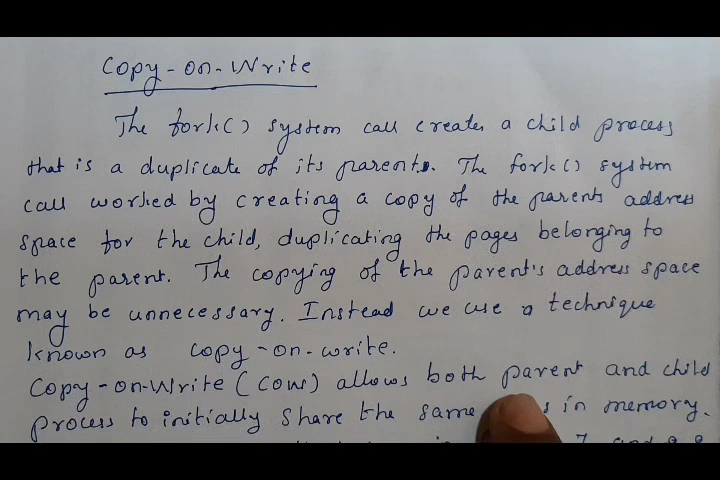 Copy-on-Write
The fork() system call creates a child process
that is a duplicate of its parents. The fork() system
call worked by creating a copy of the parents address
space for the child, duplicating the pages belonging to
the parent. The copying of the parent's address space
may be unnecessary. Instead we use a technique
known as copy-on-write.
Copy-on-Write (COW) allows both parent and child
process to initially share the same in memory.